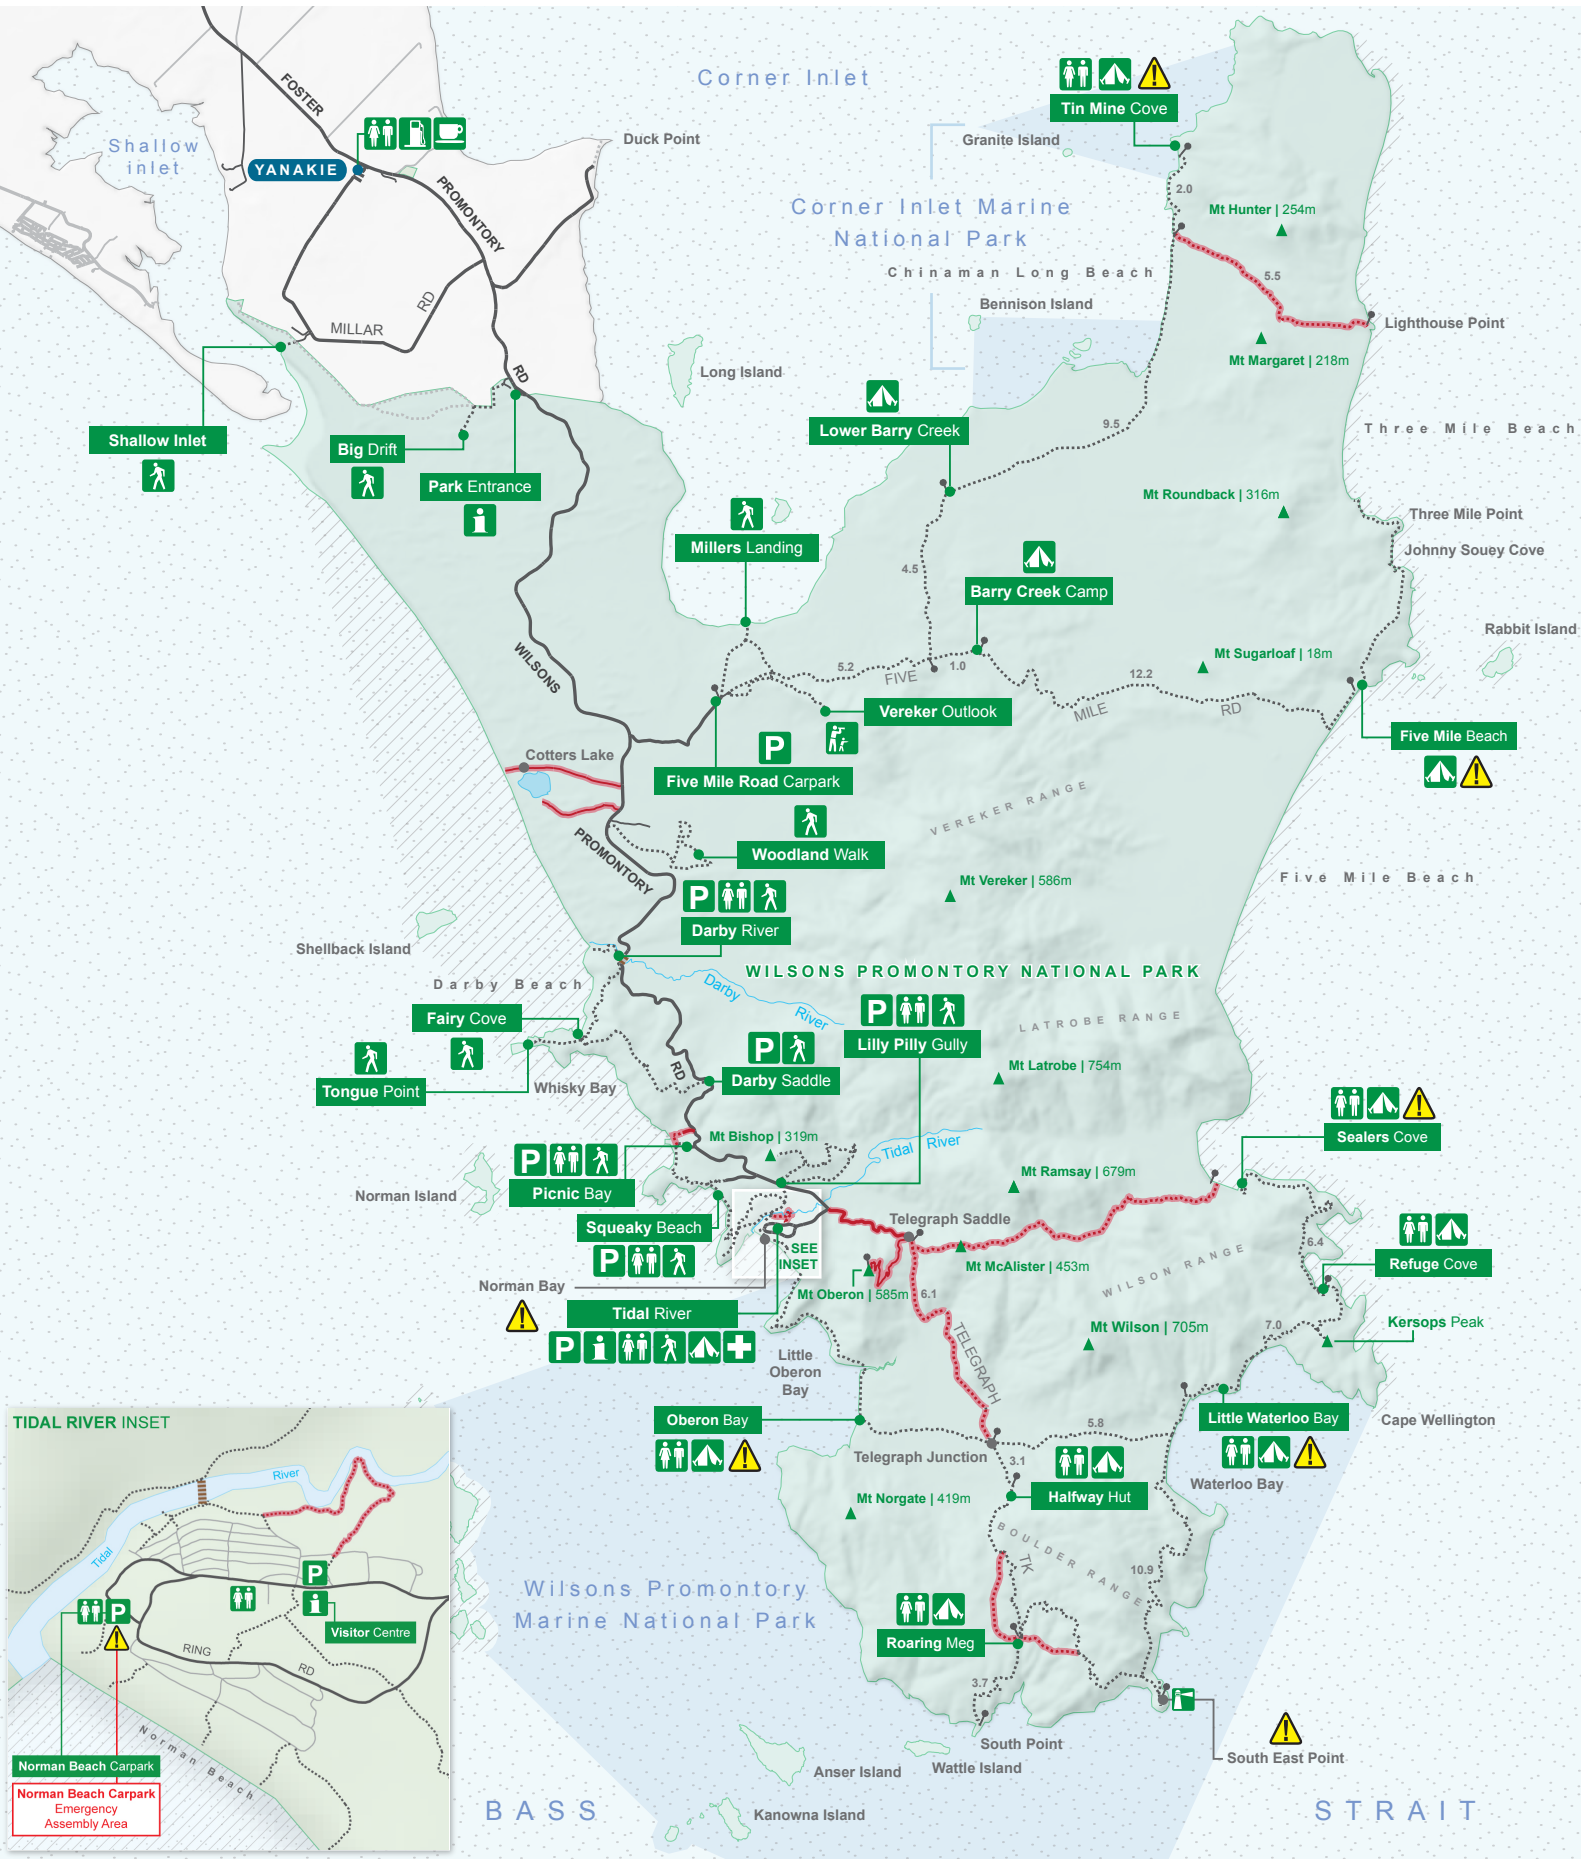 Corner Inlet
Tin Mine Cove
FOSTER
Shallow
inlet
YANAKIE
Duck Point
Granite Island
PROMONTORY
2.0
Corner Inlet Marine
National Park
Mt Hunter | 254m
Chinaman Long Beach
5.5
Bennison Island
Lighthouse Point
RD
MILLAR
Mt Margaret | 218m
RD
Long Island
Shallow Inlet
Big Drift
Park Entrance
Lower Barry Creek
9.5
Three Mile Beach
Mt Roundback | 316m
Three Mile Point
Johnny Souey Cove
Millers Landing
4.5
Barry Creek Camp
Rabbit Island
WILSONS
5.2
FIVE
1.0
Mt Sugarloaf | 18m
12.2
MILE
RD
Vereker Outlook
Five Mile Beach
Cotters Lake
P
Five Mile Road Carpark
VEREKER RANGE
PROMONTORY
Woodland Walk
Mt Vereker | 586m
Five Mile Beach
P
Darby River
Shellback Island
WILSONS PROMONTORY NATIONAL PARK
Darby Beach
Darby
River
Fairy Cove
P
Lilly Pilly Gully
LATROBE RANGE
Tongue Point
Whisky Bay
RD
P
Darby Saddle
Mt Latrobe | 754m
Sealers Cove
Mt Bishop | 319m
Tidal River
P
Picnic Bay
Norman Island
Mt Ramsay | 679m
Squeaky Beach
P
SEE
INSET
Telegraph Saddle
Mt McAlister | 453m
WILSON RANGE
6.4
Refuge Cove
Norman Bay
Mt Oberon | 585m
6.1
Tidal River
P
TELEGRAPH
Mt Wilson | 705m
7.0
Kersops Peak
Little
Oberon
Bay
Oberon Bay
5.8
Little Waterloo Bay
Cape Wellington
Telegraph Junction
3.1
Waterloo Bay
Halfway Hut
Mt Norgate | 419m
BOULDER RANGE
TK
10.9
Wilsons Promontory
Marine National Park
Roaring Meg
3.7
South Point
South East Point
Anser Island
Wattle Island
Kanowna Island
BASS
STRAIT
TIDAL RIVER INSET
River
Tidal
P
P
Visitor Centre
RING
RD
Norman Beach
Norman Beach Carpark
Norman Beach Carpark
Emergency
Assembly Area